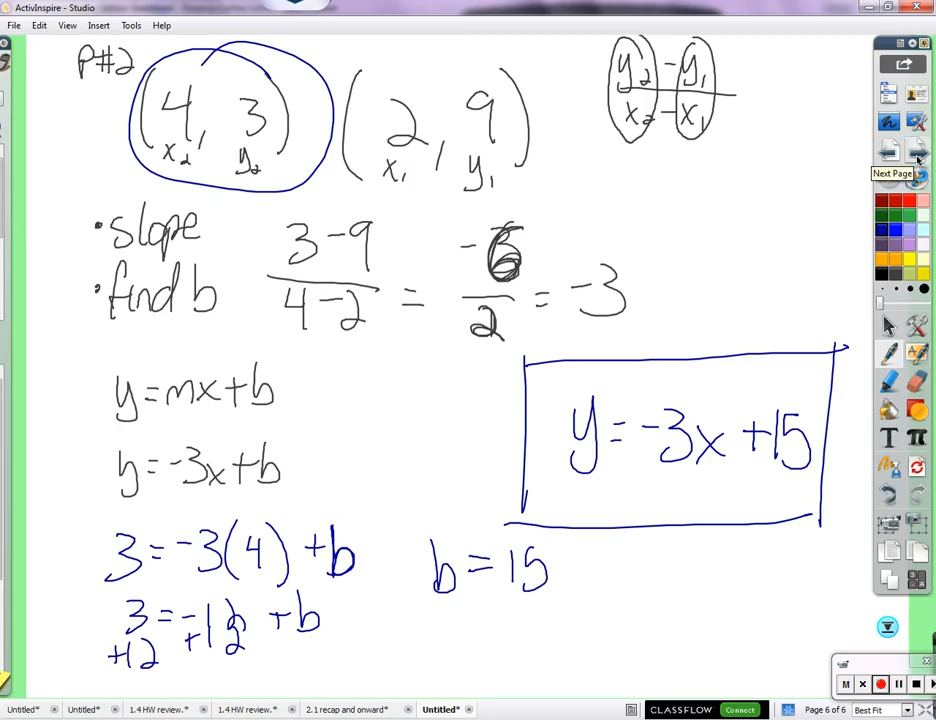 ActivInspire - Studio
File Edit View Insert Tools
P#2
(4, 3) (2, 9)
x₂ y₂ x₁ y₁
y₂ - y₁
x₂ - x₁
Next Page
• slope
• find b
3 - 9
4 - 2
=
-6
2
= -3
y = mx + b
y = -3x + b
y = -3x + 15
3 = -3(4) + b
b = 15
3 = -12 + b
+12 +12
M
Untitled* Untitled* 1.4 HW review.* 1.4 HW review.* 2.1 recap and onward* Untitled* CLASSFLOW Connect Page 6 of 6 Best Fit